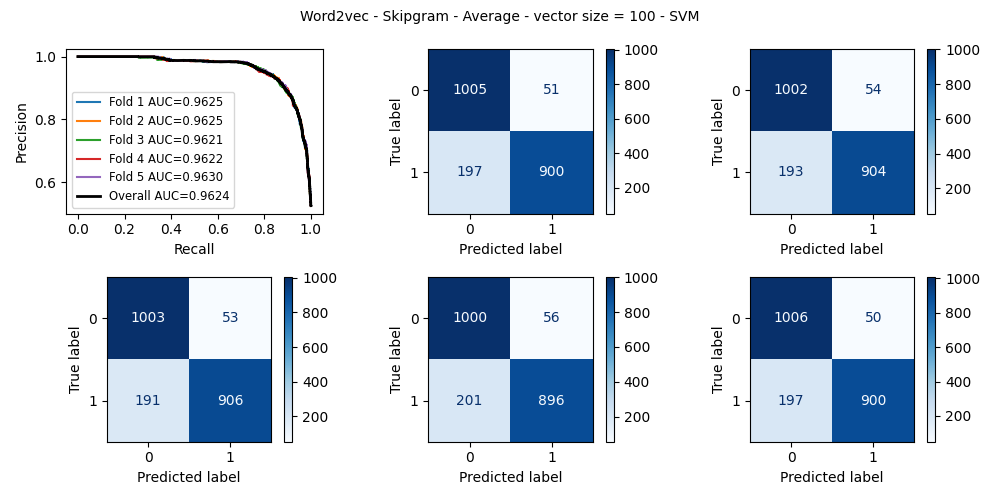 Word2vec - Skipgram - Average - vector size = 100 - SVM
Precision
1.0
0.8
0.6
Fold 1 AUC=0.9625
Fold 2 AUC=0.9625
Fold 3 AUC=0.9621
Fold 4 AUC=0.9622
Fold 5 AUC=0.9630
Overall AUC=0.9624
0.0 0.2 0.4 0.6 0.8 1.0
Recall
True label
0
1
1005 51
197 900
0 1
Predicted label
1000
800
600
400
200
True label
0
1
1002 54
193 904
0 1
Predicted label
1000
800
600
400
200
True label
0
1
1003 53
191 906
0 1
Predicted label
1000
800
600
400
200
True label
0
1
1000 56
201 896
0 1
Predicted label
1000
800
600
400
200
True label
0
1
1006 50
197 900
0 1
Predicted label
1000
800
600
400
200